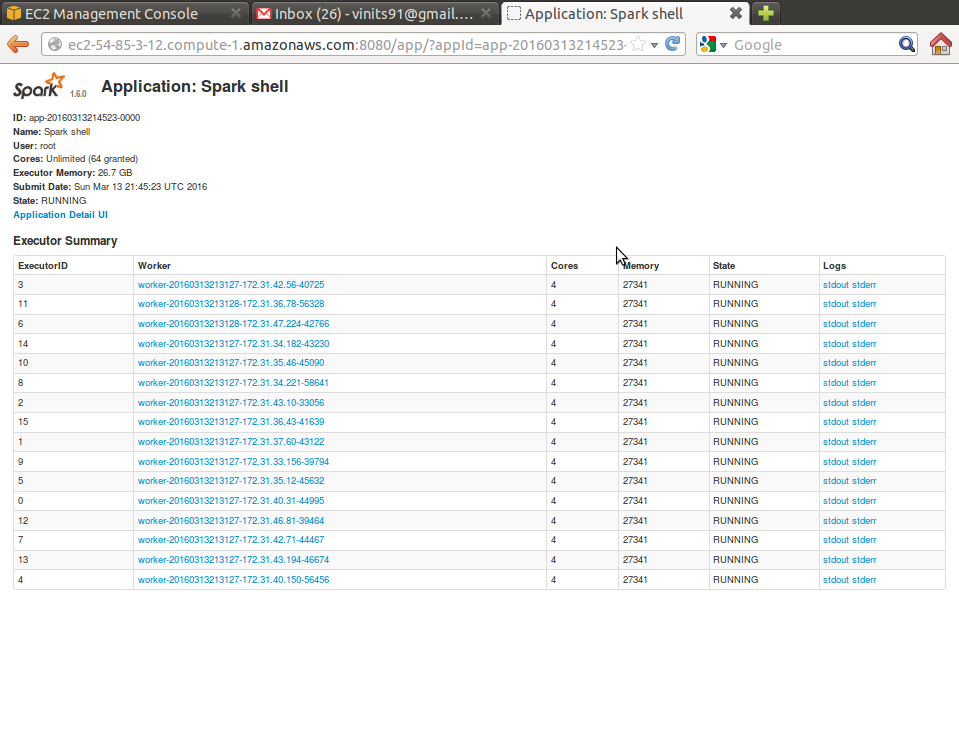 EC2 Management Console
Inbox (26) - vinits91@gmail....
Application: Spark shell
ec2-54-85-3-12.compute-1.amazonaws.com:8080/app/?appId=app-20160313214523-
Google
Spark 1.6.0 Application: Spark shell
ID: app-20160313214523-0000
Name: Spark shell
User: root
Cores: Unlimited (64 granted)
Executor Memory: 26.7 GB
Submit Date: Sun Mar 13 21:45:23 UTC 2016
State: RUNNING
Application Detail UI
Executor Summary
ExecutorID Worker Cores Memory State Logs
3 worker-20160313213127-172.31.42.56-40725 4 27341 RUNNING stdout stderr
11 worker-20160313213128-172.31.36.78-56328 4 27341 RUNNING stdout stderr
6 worker-20160313213128-172.31.47.224-42766 4 27341 RUNNING stdout stderr
14 worker-20160313213127-172.31.34.182-43230 4 27341 RUNNING stdout stderr
10 worker-20160313213127-172.31.35.46-45090 4 27341 RUNNING stdout stderr
8 worker-20160313213127-172.31.34.221-58641 4 27341 RUNNING stdout stderr
2 worker-20160313213127-172.31.43.10-33056 4 27341 RUNNING stdout stderr
15 worker-20160313213127-172.31.36.43-41639 4 27341 RUNNING stdout stderr
1 worker-20160313213127-172.31.37.60-43122 4 27341 RUNNING stdout stderr
9 worker-20160313213127-172.31.33.156-39794 4 27341 RUNNING stdout stderr
5 worker-20160313213127-172.31.35.12-45632 4 27341 RUNNING stdout stderr
0 worker-20160313213127-172.31.40.31-44995 4 27341 RUNNING stdout stderr
12 worker-20160313213127-172.31.46.81-39464 4 27341 RUNNING stdout stderr
7 worker-20160313213127-172.31.42.71-44467 4 27341 RUNNING stdout stderr
13 worker-20160313213127-172.31.43.194-46674 4 27341 RUNNING stdout stderr
4 worker-20160313213127-172.31.40.150-56456 4 27341 RUNNING stdout stderr